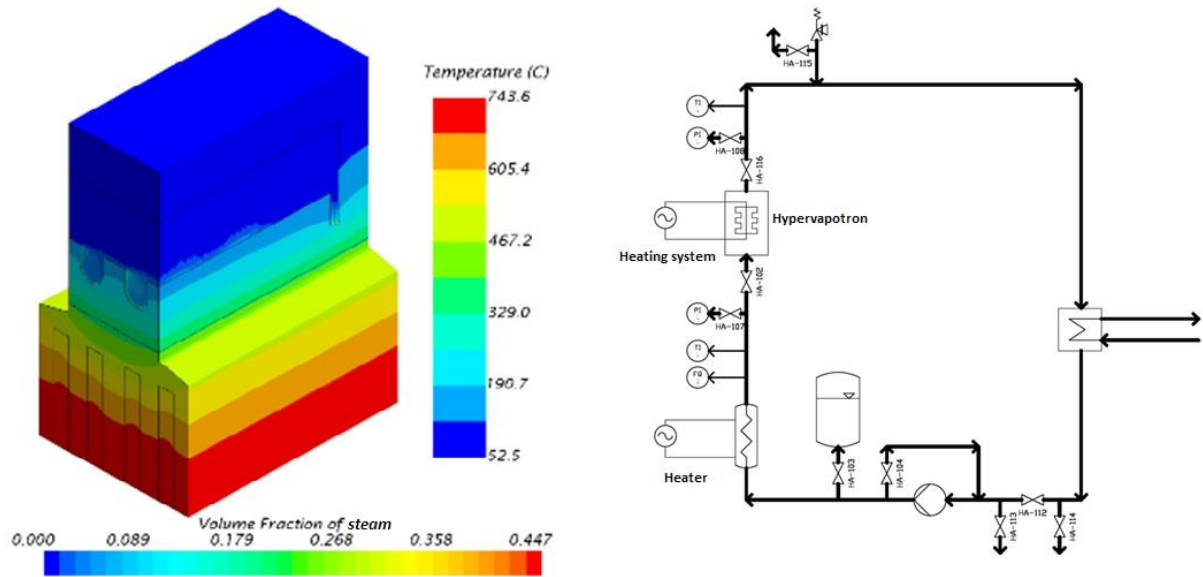 Temperature (C)
743.6
605.4
467.2
329.0
190.7
52.5
Volume Fraction of steam
0.000 0.089 0.179 0.268 0.358 0.447
HA-115
TI
PI
HA-108
HA-116
Hypervapotron
Heating system
HA-102
PI
HA-107
TI
FQ
Heater
HA-103
HA-104
HA-112
HA-113
HA-114